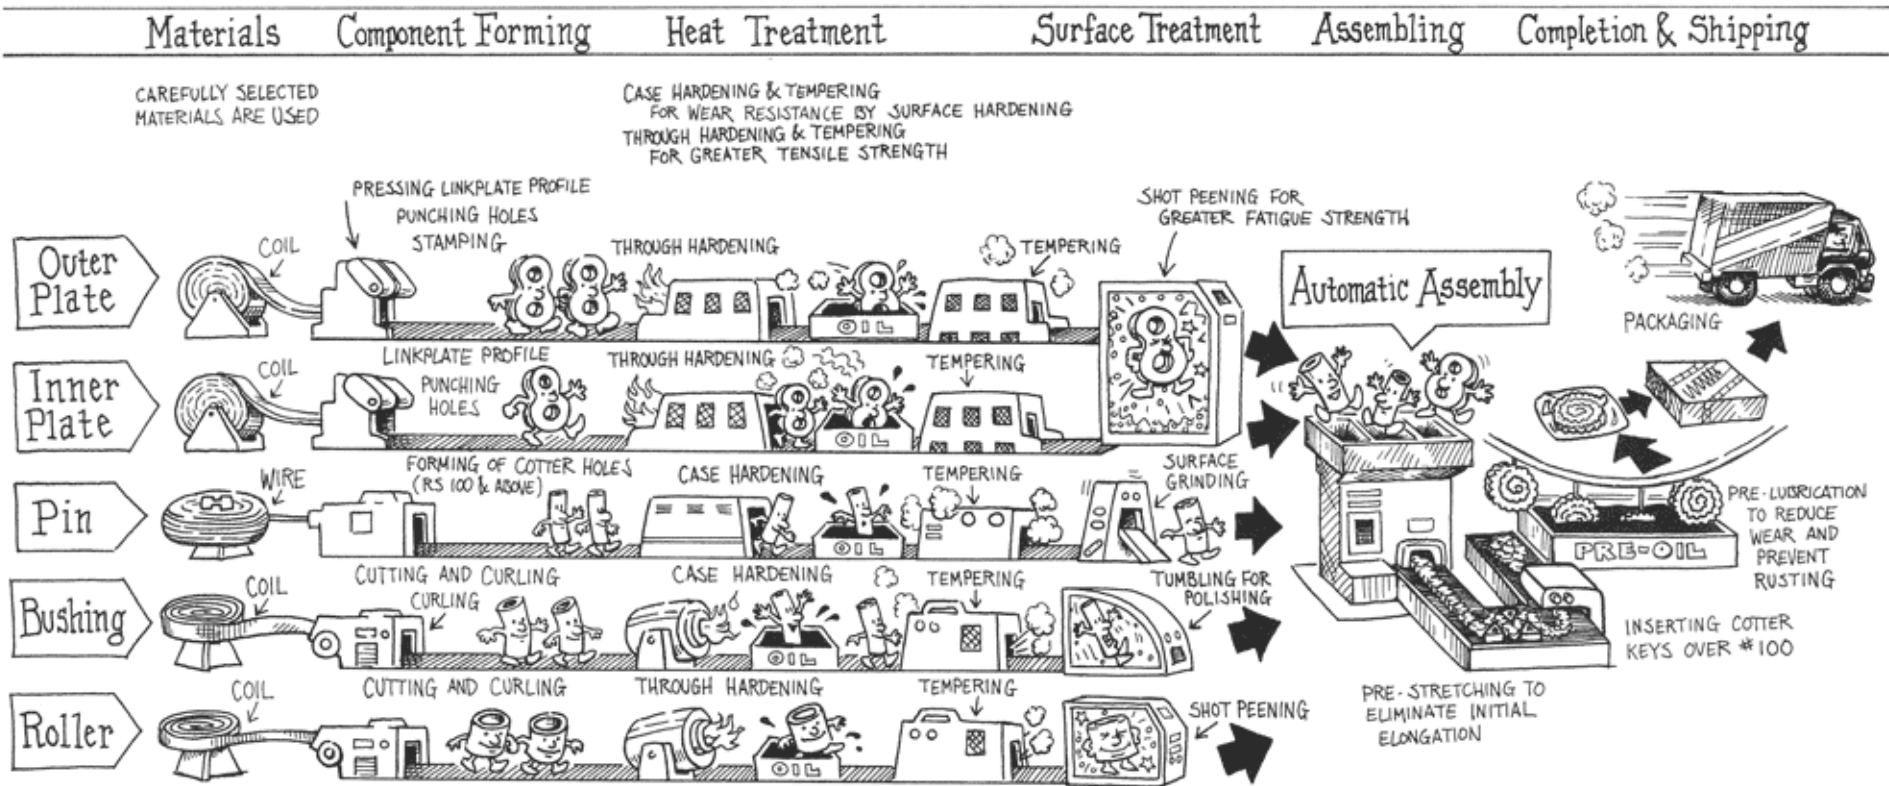 Materials
Component Forming
Heat Treatment
Surface Treatment
Assembling
Completion & Shipping
CAREFULLY SELECTED
MATERIALS ARE USED
CASE HARDENING & TEMPERING
FOR WEAR RESISTANCE BY SURFACE HARDENING
THROUGH HARDENING & TEMPERING
FOR GREATER TENSILE STRENGTH
Outer
Plate
COIL
PRESSING LINKPLATE PROFILE
PUNCHING HOLES
STAMPING
THROUGH HARDENING
OIL
TEMPERING
SHOT PEENING FOR
GREATER FATIGUE STRENGTH
Inner
Plate
COIL
LINKPLATE PROFILE
PUNCHING
HOLES
THROUGH HARDENING
OIL
TEMPERING
Pin
WIRE
FORMING OF COTTER HOLES
(RS 100 & ABOVE)
CASE HARDENING
OIL
TEMPERING
SURFACE
GRINDING
Bushing
COIL
CUTTING AND CURLING
CURLING
CASE HARDENING
OIL
TEMPERING
TUMBLING FOR
POLISHING
Roller
COIL
CUTTING AND CURLING
THROUGH HARDENING
OIL
TEMPERING
SHOT PEENING
Automatic Assembly
PRE-STRETCHING TO
ELIMINATE INITIAL
ELONGATION
INSERTING COTTER
KEYS OVER #100
PRE-OIL
PRE-LUBRICATION
TO REDUCE
WEAR AND
PREVENT
RUSTING
PACKAGING